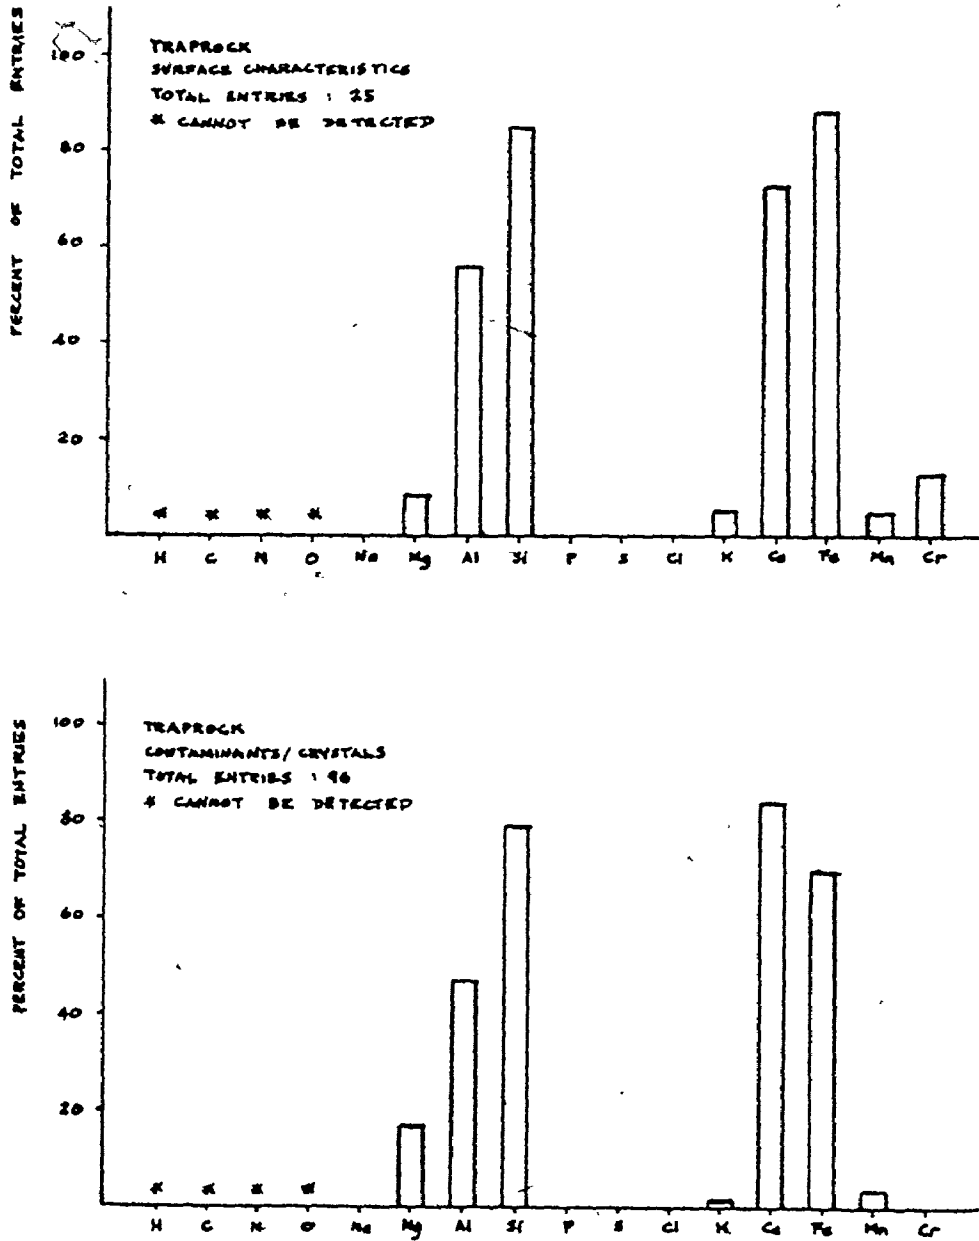 PERCENT OF TOTAL ENTRIES
100
80
60
40
20
TRAPROCK
SURFACE CHARACTERISTICS
TOTAL ENTRIES : 25
* CANNOT BE DETECTED
* * * *
H C N O Na Mg Al Si P S Cl K Ca Fe Mn Cr
PERCENT OF TOTAL ENTRIES
100
80
60
40
20
TRAPROCK
CONTAMINANTS/CRYSTALS
TOTAL ENTRIES : 96
* CANNOT BE DETECTED
* * * *
H C N O Na Mg Al Si P S Cl K Ca Fe Mn Cr